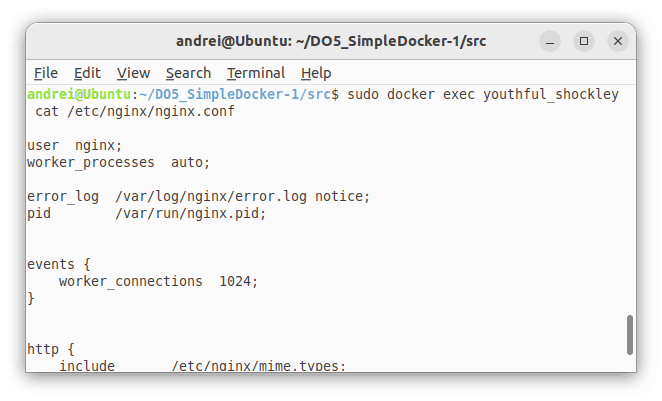 andrei@Ubuntu: ~/DO5_SimpleDocker-1/src
File Edit View Search Terminal Help
andrei@Ubuntu:~/DO5_SimpleDocker-1/src$ sudo docker exec youthful_shockley
 cat /etc/nginx/nginx.conf
user  nginx;
worker_processes  auto;
error_log  /var/log/nginx/error.log notice;
pid        /var/run/nginx.pid;
events {
    worker_connections  1024;
}
http {
    include       /etc/nginx/mime.types;